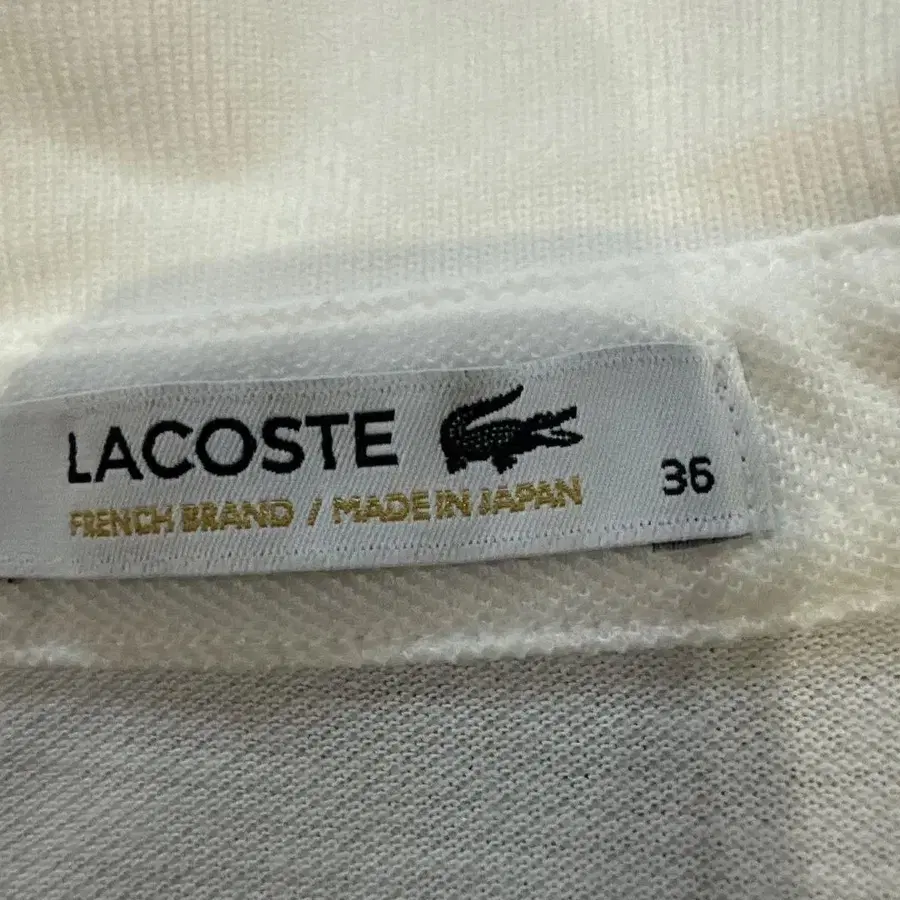 LACOSTE
FRENCH BRAND / MADE IN JAPAN
36